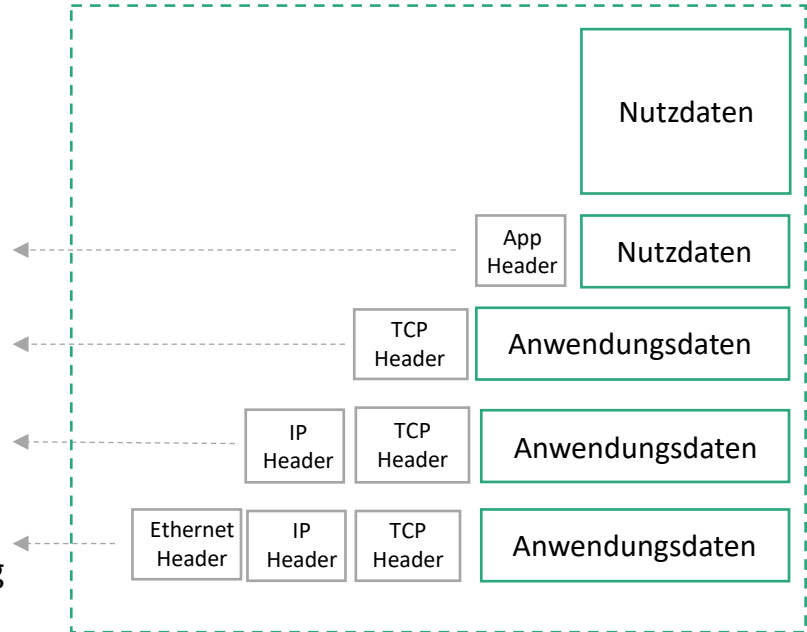 Nutzdaten
App
Header
Nutzdaten
TCP
Header
Anwendungsdaten
IP
Header
TCP
Header
Anwendungsdaten
Ethernet
Header
IP
Header
TCP
Header
Anwendungsdaten
g